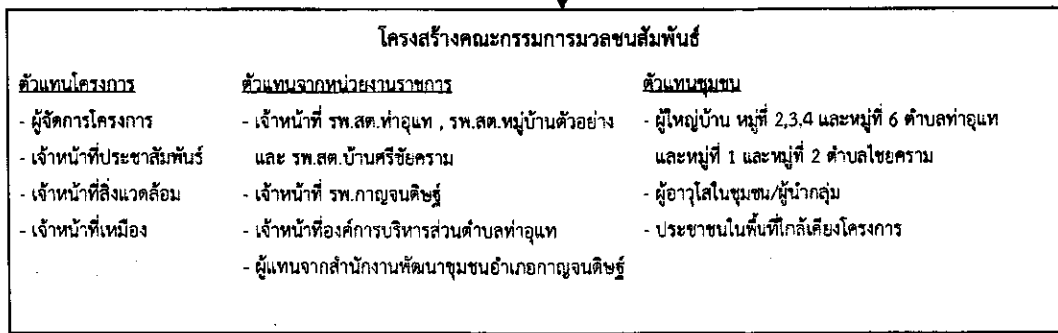 โครงสร้างคณะกรรมการมวลชนสัมพันธ์
ตัวแทนโครงการ
- ผู้จัดการโครงการ
- เจ้าหน้าที่ประชาสัมพันธ์
- เจ้าหน้าที่สิ่งแวดล้อม
- เจ้าหน้าที่เหมือง
ตัวแทนจากหน่วยงานราชการ
- เจ้าหน้าที่ รพ.สต.ท่าอุแท , รพ.สต.หมู่บ้านตัวอย่าง
และ รพ.สต.บ้านศรีชัยคราม
- เจ้าหน้าที่ รพ.กาญจนดิษฐ์
- เจ้าหน้าที่องค์การบริหารส่วนตำบลท่าอุแท
- ผู้แทนจากสำนักงานพัฒนาชุมชนอำเภอกาญจนดิษฐ์
ตัวแทนชุมชน
- ผู้ใหญ่บ้าน หมู่ที่ 2,3,4 และหมู่ที่ 6 ตำบลท่าอุแท
และหมู่ที่ 1 และหมู่ที่ 2 ตำบลไชยคราม
- ผู้อาวุโสในชุมชน/ผู้นำกลุ่ม
- ประชาชนในพื้นที่ใกล้เคียงโครงการ